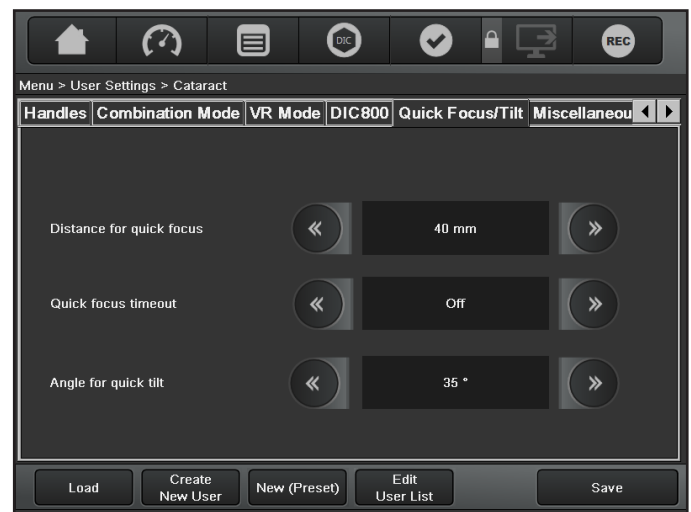 DIC
REC
Menu > User Settings > Cataract
Handles Combination Mode VR Mode DIC800 Quick Focus/Tilt Miscellaneou
Distance for quick focus « 40 mm »
Quick focus timeout « Off »
Angle for quick tilt « 35 ° »
Load Create New User New (Preset) Edit User List Save